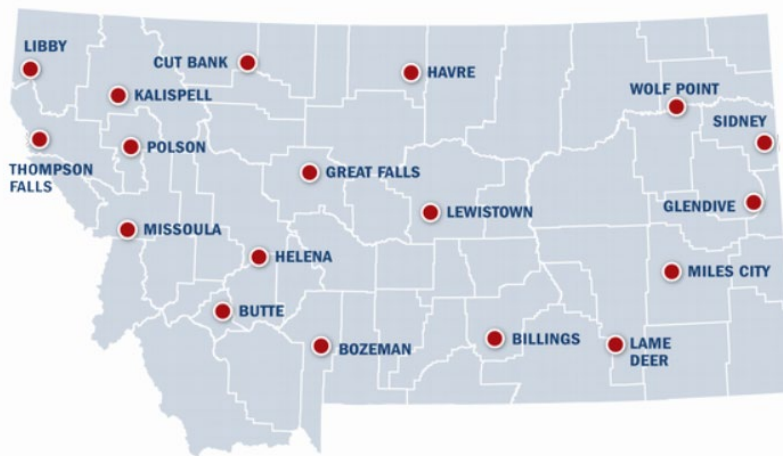 LIBBY
CUT BANK
HAVRE
KALISPELL
WOLF POINT
SIDNEY
POLSON
THOMPSON
FALLS
GREAT FALLS
LEWISTOWN
GLENDIVE
MISSOULA
HELENA
MILES CITY
BUTTE
BOZEMAN
BILLINGS
LAME
DEER